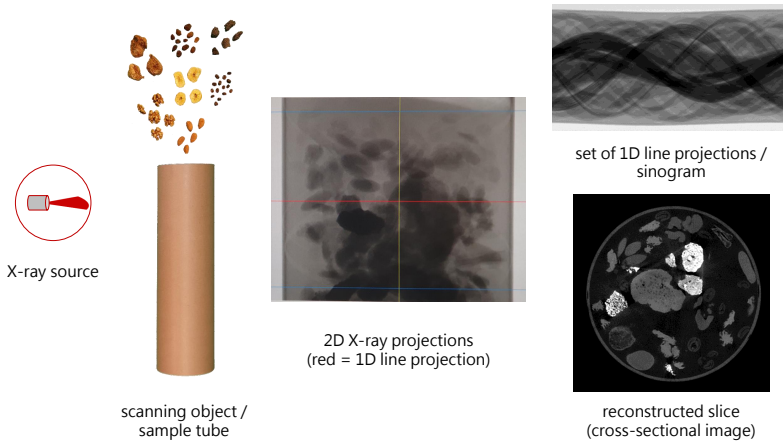 X-ray source
scanning object /
sample tube
2D X-ray projections
(red = 1D line projection)
set of 1D line projections /
sinogram
reconstructed slice
(cross-sectional image)